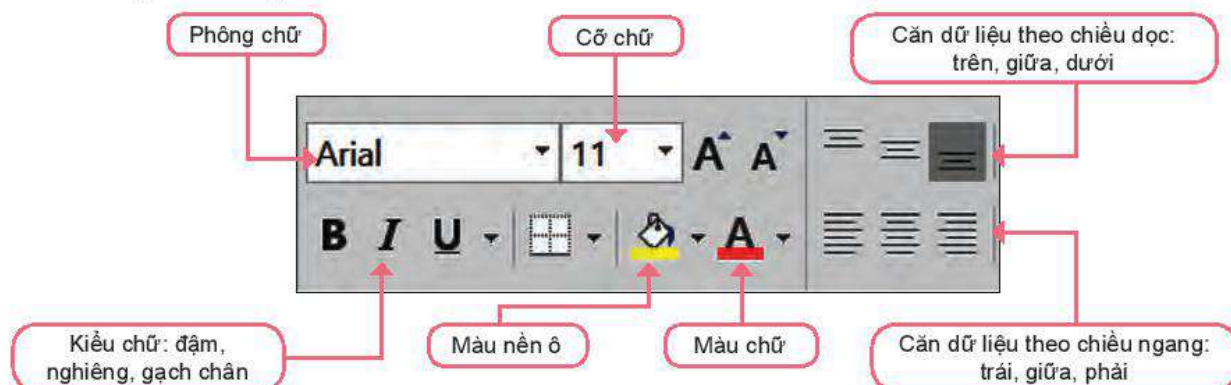 Phông chữ
Cỡ chữ
Căn dữ liệu theo chiều dọc:
trên, giữa, dưới
Arial
11
A A
B I U
A
Kiểu chữ: đậm,
nghiêng, gạch chân
Màu nền ô
Màu chữ
Căn dữ liệu theo chiều ngang:
trái, giữa, phải